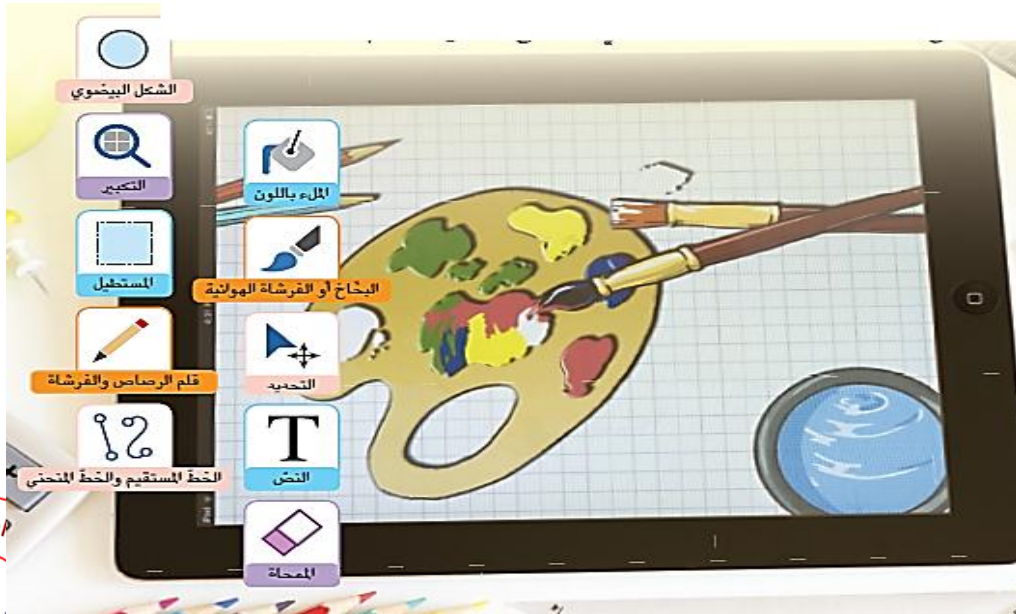 الشكل البيضوي
التكبير
الملء باللون
المستطيل
البخّاخ أو الفرشاة الهوائية
قلم الرصاص والفرشاة
التحديد
الخطّ المستقيم والخطّ المنحني
T
النصّ
الممحاة